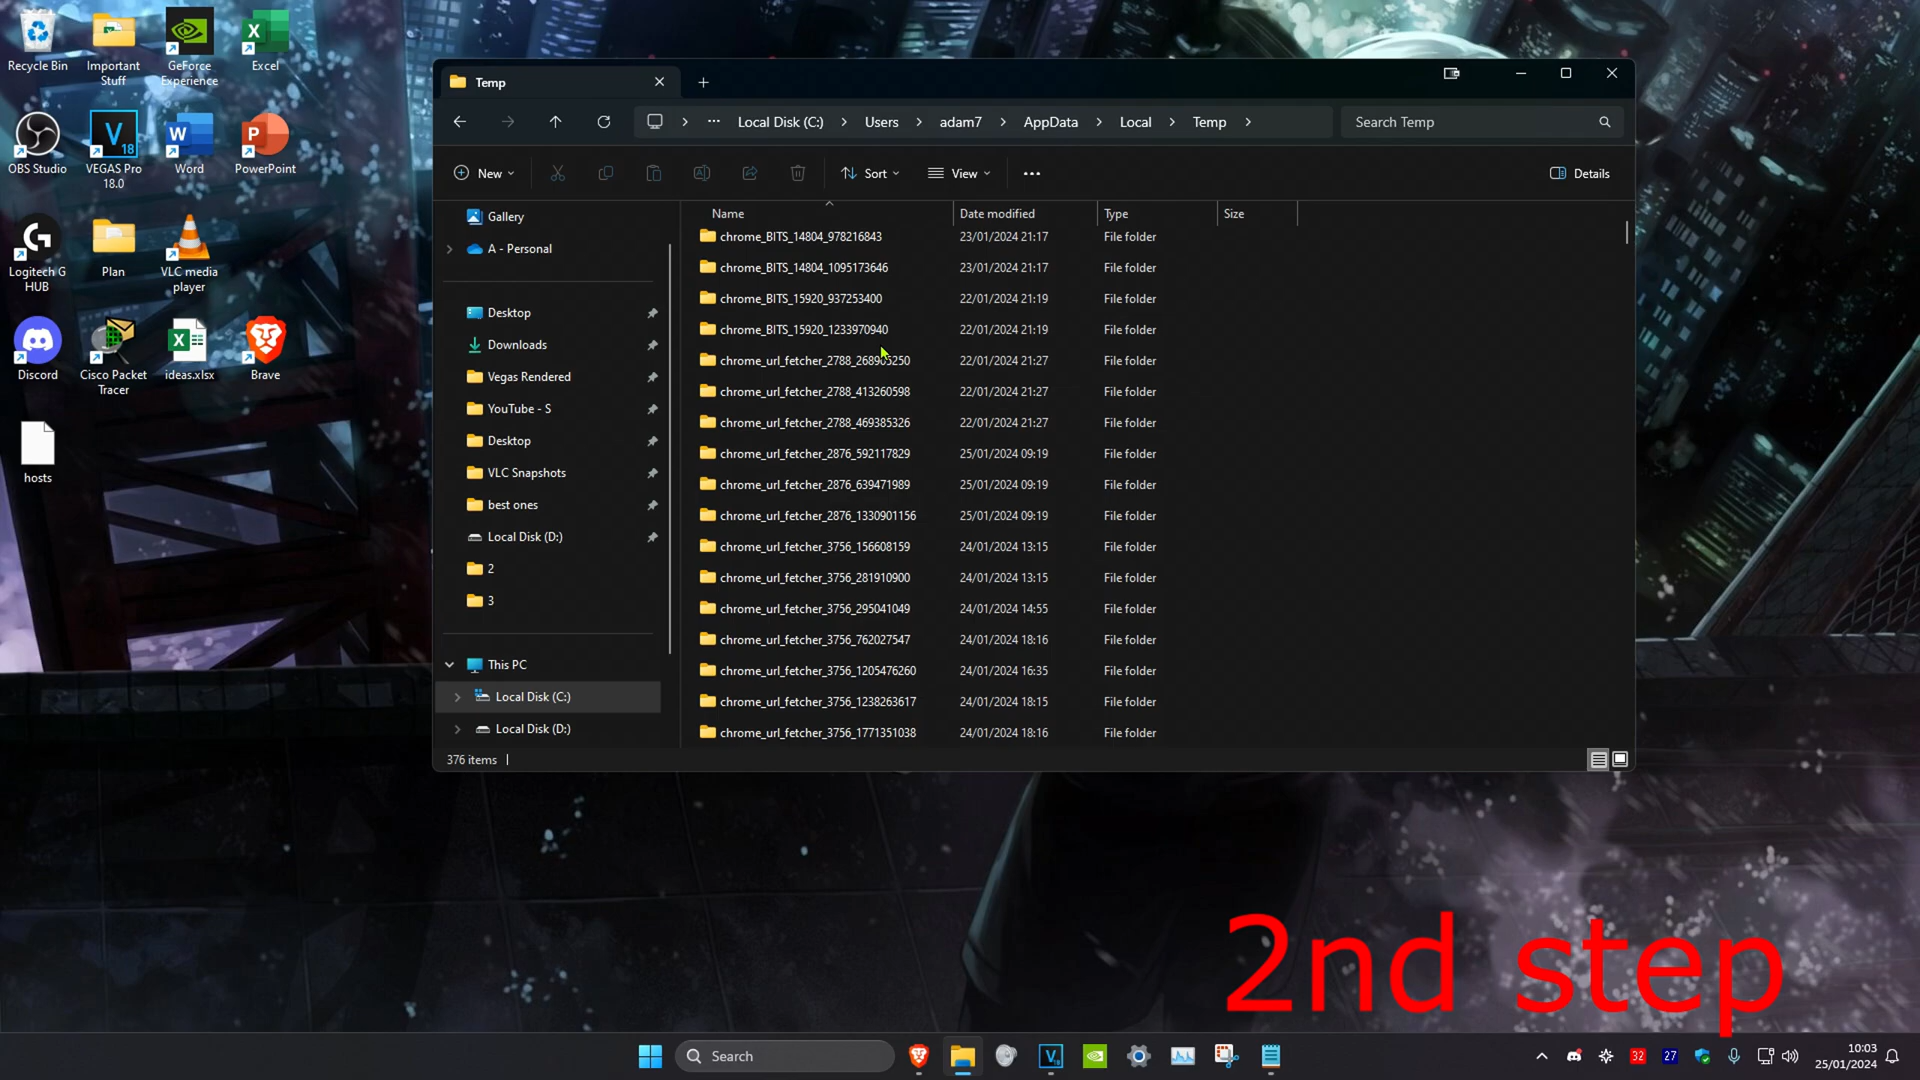 Recycle Bin
Important
Stuff
GeForce
Experience
Excel
OBS Studio
VEGAS Pro
18.0
Word
PowerPoint
Logitech G
HUB
Plan
VLC media
player
Discord
Cisco Packet
Tracer
ideas.xlsx
Brave
hosts
Temp
Local Disk (C:)
Users
adam7
AppData
Local
Temp
Search Temp
New
Sort
View
Details
Gallery
A - Personal
Desktop
Downloads
Vegas Rendered
YouTube - S
Desktop
VLC Snapshots
best ones
Local Disk (D:)
2
3
This PC
Local Disk (C:)
Local Disk (D:)
Name Date modified Type Size
chrome_BITS_14804_978216843 23/01/2024 21:17 File folder
chrome_BITS_14804_1095173646 23/01/2024 21:17 File folder
chrome_BITS_15920_937253400 22/01/2024 21:19 File folder
chrome_BITS_15920_1233970940 22/01/2024 21:19 File folder
22/01/2024 21:27 File folder
chrome_url_fetcher_2788_413260598 22/01/2024 21:27 File folder
chrome_url_fetcher_2788_469385326 22/01/2024 21:27 File folder
chrome_url_fetcher_2876_592117829 25/01/2024 09:19 File folder
chrome_url_fetcher_2876_639471989 25/01/2024 09:19 File folder
chrome_url_fetcher_2876_1330901156 25/01/2024 09:19 File folder
chrome_url_fetcher_3756_156608159 24/01/2024 13:15 File folder
chrome_url_fetcher_3756_281910900 24/01/2024 13:15 File folder
chrome_url_fetcher_3756_295041049 24/01/2024 14:55 File folder
chrome_url_fetcher_3756_762027547 24/01/2024 18:16 File folder
chrome_url_fetcher_3756_1205476260 24/01/2024 16:35 File folder
chrome_url_fetcher_3756_1238263617 24/01/2024 18:15 File folder
chrome_url_fetcher_3756_1771351038 24/01/2024 18:16 File folder
376 items
2nd step
Search
32
27
10:03
25/01/2024